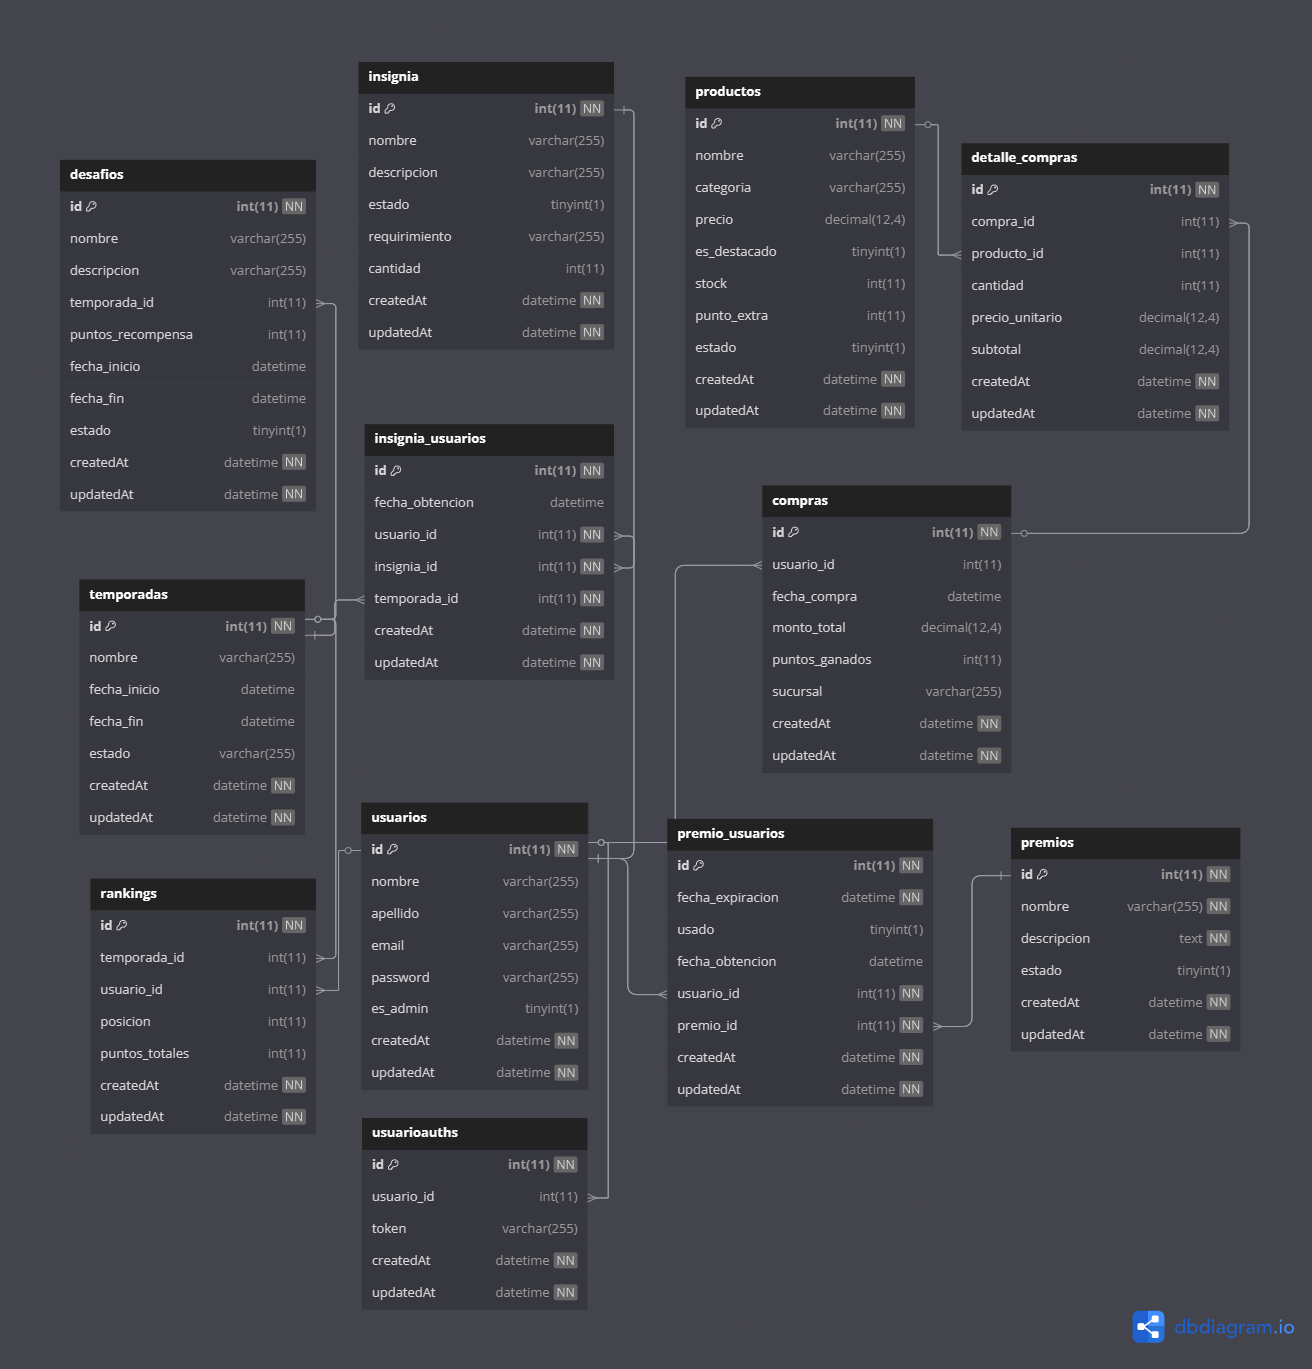 insignia
id int(11) NN
nombre varchar(255)
descripcion varchar(255)
estado tinyint(1)
requirimiento varchar(255)
cantidad int(11)
createdAt datetime NN
updatedAt datetime NN
productos
id int(11) NN
nombre varchar(255)
categoria varchar(255)
precio decimal(12,4)
es_destacado tinyint(1)
stock int(11)
punto_extra int(11)
estado tinyint(1)
createdAt datetime NN
updatedAt datetime NN
detalle_compras
id int(11) NN
compra_id int(11)
producto_id int(11)
cantidad int(11)
precio_unitario decimal(12,4)
subtotal decimal(12,4)
createdAt datetime NN
updatedAt datetime NN
desafios
id int(11) NN
nombre varchar(255)
descripcion varchar(255)
temporada_id int(11)
puntos_recompensa int(11)
fecha_inicio datetime
fecha_fin datetime
estado tinyint(1)
createdAt datetime NN
updatedAt datetime NN
insignia_usuarios
id int(11) NN
fecha_obtencion datetime
usuario_id int(11) NN
insignia_id int(11) NN
temporada_id int(11) NN
createdAt datetime NN
updatedAt datetime NN
compras
id int(11) NN
usuario_id int(11)
fecha_compra datetime
monto_total decimal(12,4)
puntos_ganados int(11)
sucursal varchar(255)
createdAt datetime NN
updatedAt datetime NN
temporadas
id int(11) NN
nombre varchar(255)
fecha_inicio datetime
fecha_fin datetime
estado varchar(255)
createdAt datetime NN
updatedAt datetime NN
usuarios
id int(11) NN
nombre varchar(255)
apellido varchar(255)
email varchar(255)
password varchar(255)
es_admin tinyint(1)
createdAt datetime NN
updatedAt datetime NN
premio_usuarios
id int(11) NN
fecha_expiracion datetime NN
usado tinyint(1)
fecha_obtencion datetime
usuario_id int(11) NN
premio_id int(11) NN
createdAt datetime NN
updatedAt datetime NN
premios
id int(11) NN
nombre varchar(255) NN
descripcion text NN
estado tinyint(1)
createdAt datetime NN
updatedAt datetime NN
rankings
id int(11) NN
temporada_id int(11)
usuario_id int(11)
posicion int(11)
puntos_totales int(11)
createdAt datetime NN
updatedAt datetime NN
usuarioauths
id int(11) NN
usuario_id int(11)
token varchar(255)
createdAt datetime NN
updatedAt datetime NN
dbdiagram.io